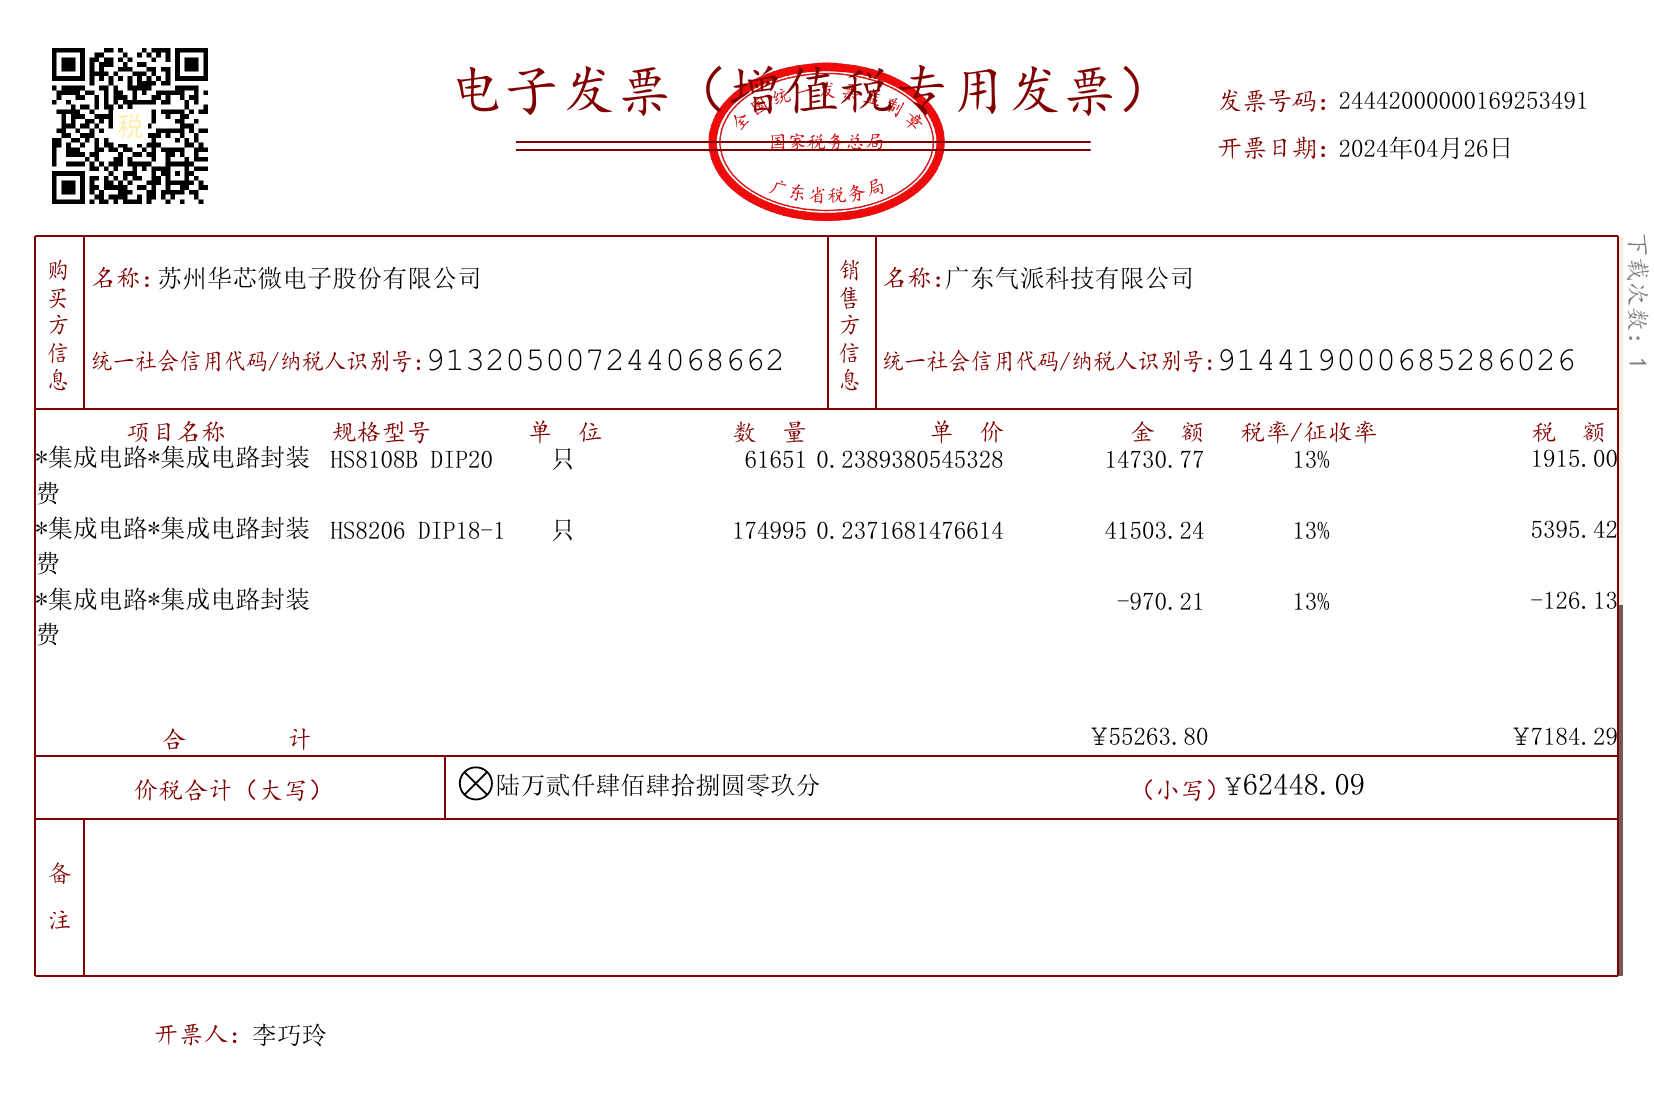 电子发票（增值税专用发票）
全国统一发票监制章
国家税务总局
广东省税务局
税
发票号码：24442000000169253491
开票日期：2024年04月26日
下载次数：1
购买方信息
名称：苏州华芯微电子股份有限公司
统一社会信用代码/纳税人识别号：913205007244068662
销售方信息
名称：广东气派科技有限公司
统一社会信用代码/纳税人识别号：914419000685286026
项目名称 规格型号 单 位 数 量 单 价 金 额 税率/征收率 税 额
*集成电路*集成电路封装 HS8108B DIP20 只 61651 0.2389380545328 14730.77 13% 1915.00
费
*集成电路*集成电路封装 HS8206 DIP18-1 只 174995 0.2371681476614 41503.24 13% 5395.42
费
*集成电路*集成电路封装 -970.21 13% -126.13
费
合 计 ¥55263.80 ¥7184.29
价税合计（大写） ⊗陆万贰仟肆佰肆拾捌圆零玖分 （小写）¥62448.09
备注
开票人：李巧玲